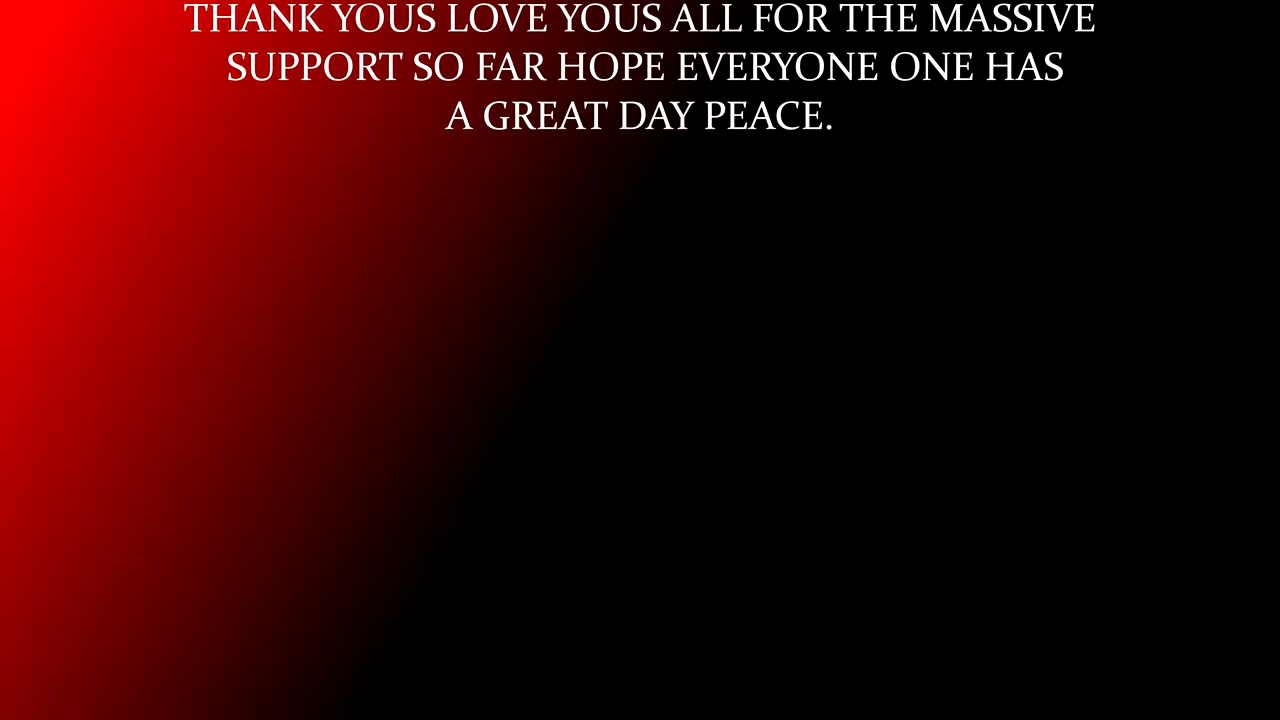 THANK YOUS LOVE YOUS ALL FOR THE MASSIVE
SUPPORT SO FAR HOPE EVERYONE ONE HAS
A GREAT DAY PEACE.